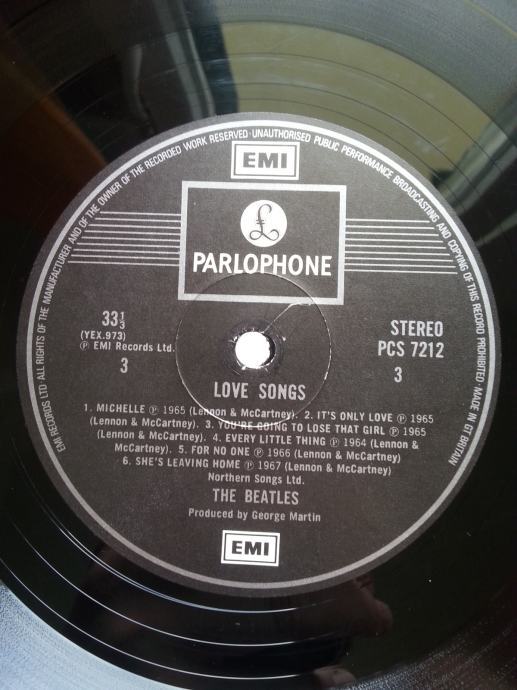 EMI RECORDS LTD · ALL RIGHTS OF THE MANUFACTURER AND OF THE OWNER OF THE RECORDED WORK RESERVED · UNAUTHORISED PUBLIC PERFORMANCE BROADCASTING AND COPYING OF THIS RECORD PROHIBITED · MADE IN GT BRITAIN
EMI
£
PARLOPHONE
33⅓
(YEX.973)
℗ EMI Records Ltd.
3
STEREO
PCS 7212
3
LOVE SONGS
1. MICHELLE ℗ 1965 (Lennon & McCartney). 2. IT'S ONLY LOVE ℗ 1965
(Lennon & McCartney). 3. YOU'RE GOING TO LOSE THAT GIRL ℗ 1965
(Lennon & McCartney). 4. EVERY LITTLE THING ℗ 1964 (Lennon &
McCartney). 5. FOR NO ONE ℗ 1966 (Lennon & McCartney)
6. SHE'S LEAVING HOME ℗ 1967 (Lennon & McCartney)
Northern Songs Ltd.
THE BEATLES
Produced by George Martin
EMI